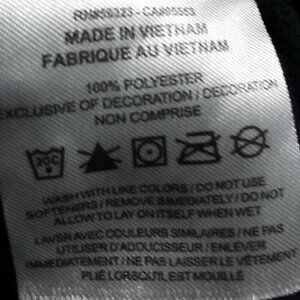 RN#56323 - CA#05553
MADE IN VIETNAM
FABRIQUE AU VIETNAM
100% POLYESTER
EXCLUSIVE OF DECORATION / DECORATION
NON COMPRISE
30C
WASH WITH LIKE COLORS / DO NOT USE
SOFTENERS / REMOVE IMMEDIATELY / DO NOT
ALLOW TO LAY ON ITSELF WHEN WET
LAVER AVEC COULEURS SIMILAIRES / NE PAS
UTILISER D'ADOUCISSEUR / ENLEVER
IMMÉDIATEMENT / NE PAS LAISSER LE VÊTEMENT
PLIÉ LORSQU'IL EST MOUILLÉ